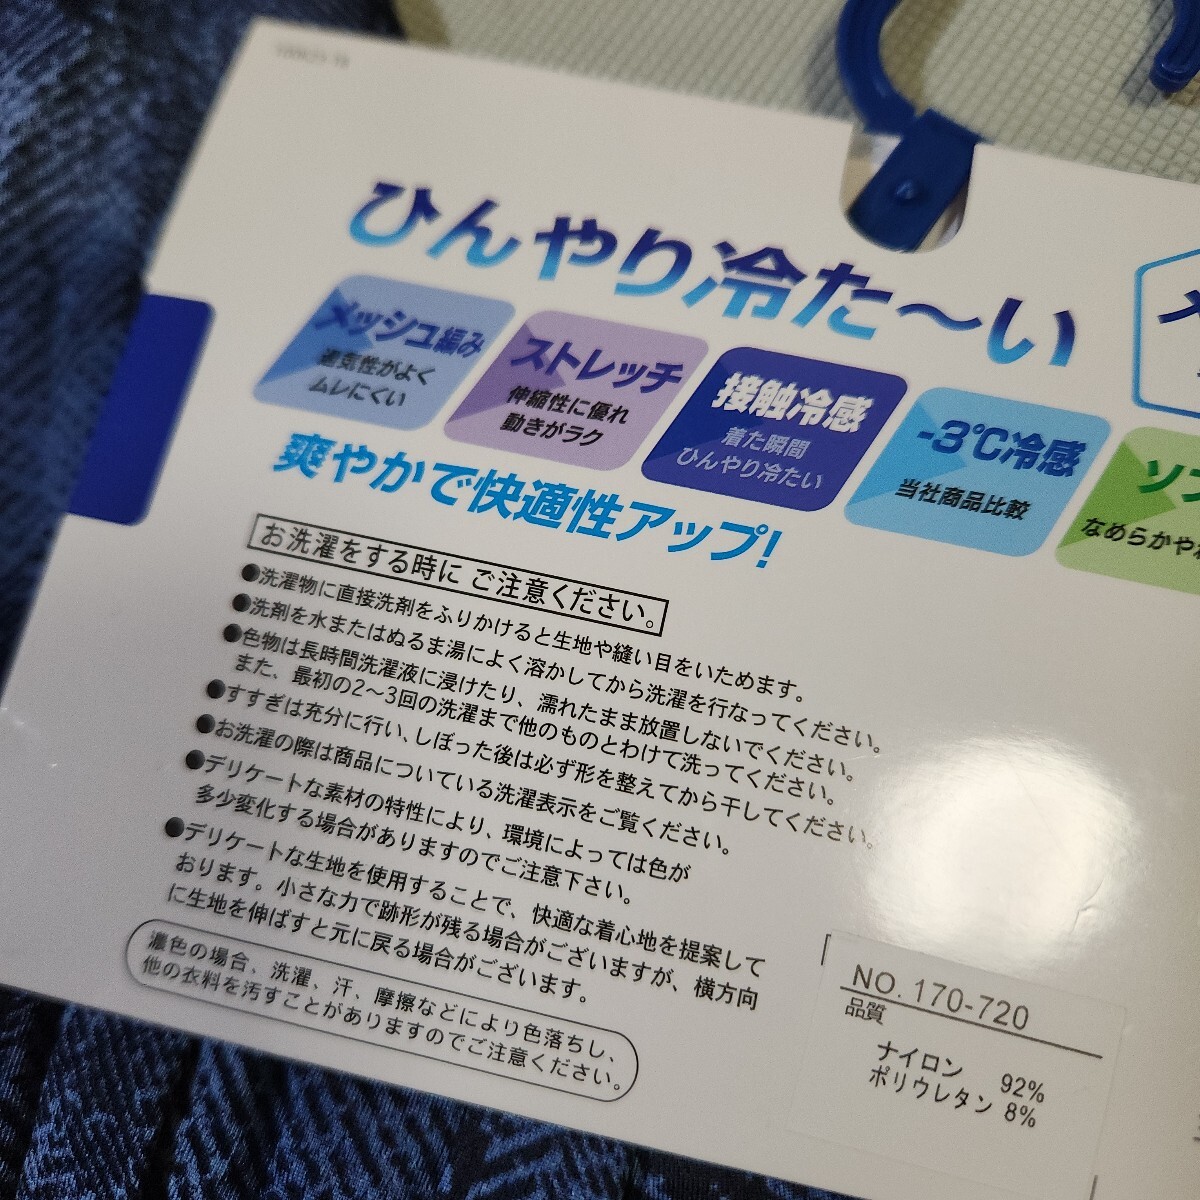 ひんやり冷た〜い
メッシュ編み
通気性がよく
ムレにくい
ストレッチ
伸縮性に優れ
動きがラク
接触冷感
着た瞬間
ひんやり冷たい
-3℃冷感
当社商品比較
ソフ
なめらかや
爽やかで快適性アップ!
お洗濯をする時に ご注意ください。
●洗濯物に直接洗剤をふりかけると生地や縫い目をいためます。
●洗剤を水またはぬるま湯によく溶かしてから洗濯を行なってください。
●色物は長時間洗濯液に浸けたり、濡れたまま放置しないでください。
また、最初の2〜3回の洗濯まで他のものとわけて洗ってください。
●すすぎは充分に行い、しぼった後は必ず形を整えてから干してください。
●お洗濯の際は商品についている洗濯表示をご覧ください。
●デリケートな素材の特性により、環境によっては色が
多少変化する場合がありますのでご注意下さい。
●デリケートな生地を使用することで、快適な着心地を提案して
おります。小さな力で跡形が残る場合がございますが、横方向
に生地を伸ばすと元に戻る場合がございます。
濃色の場合、洗濯、汗、摩擦などにより色落ちし、
他の衣料を汚すことがありますのでご注意ください。
NO. 170-720
品質
ナイロン 92%
ポリウレタン 8%